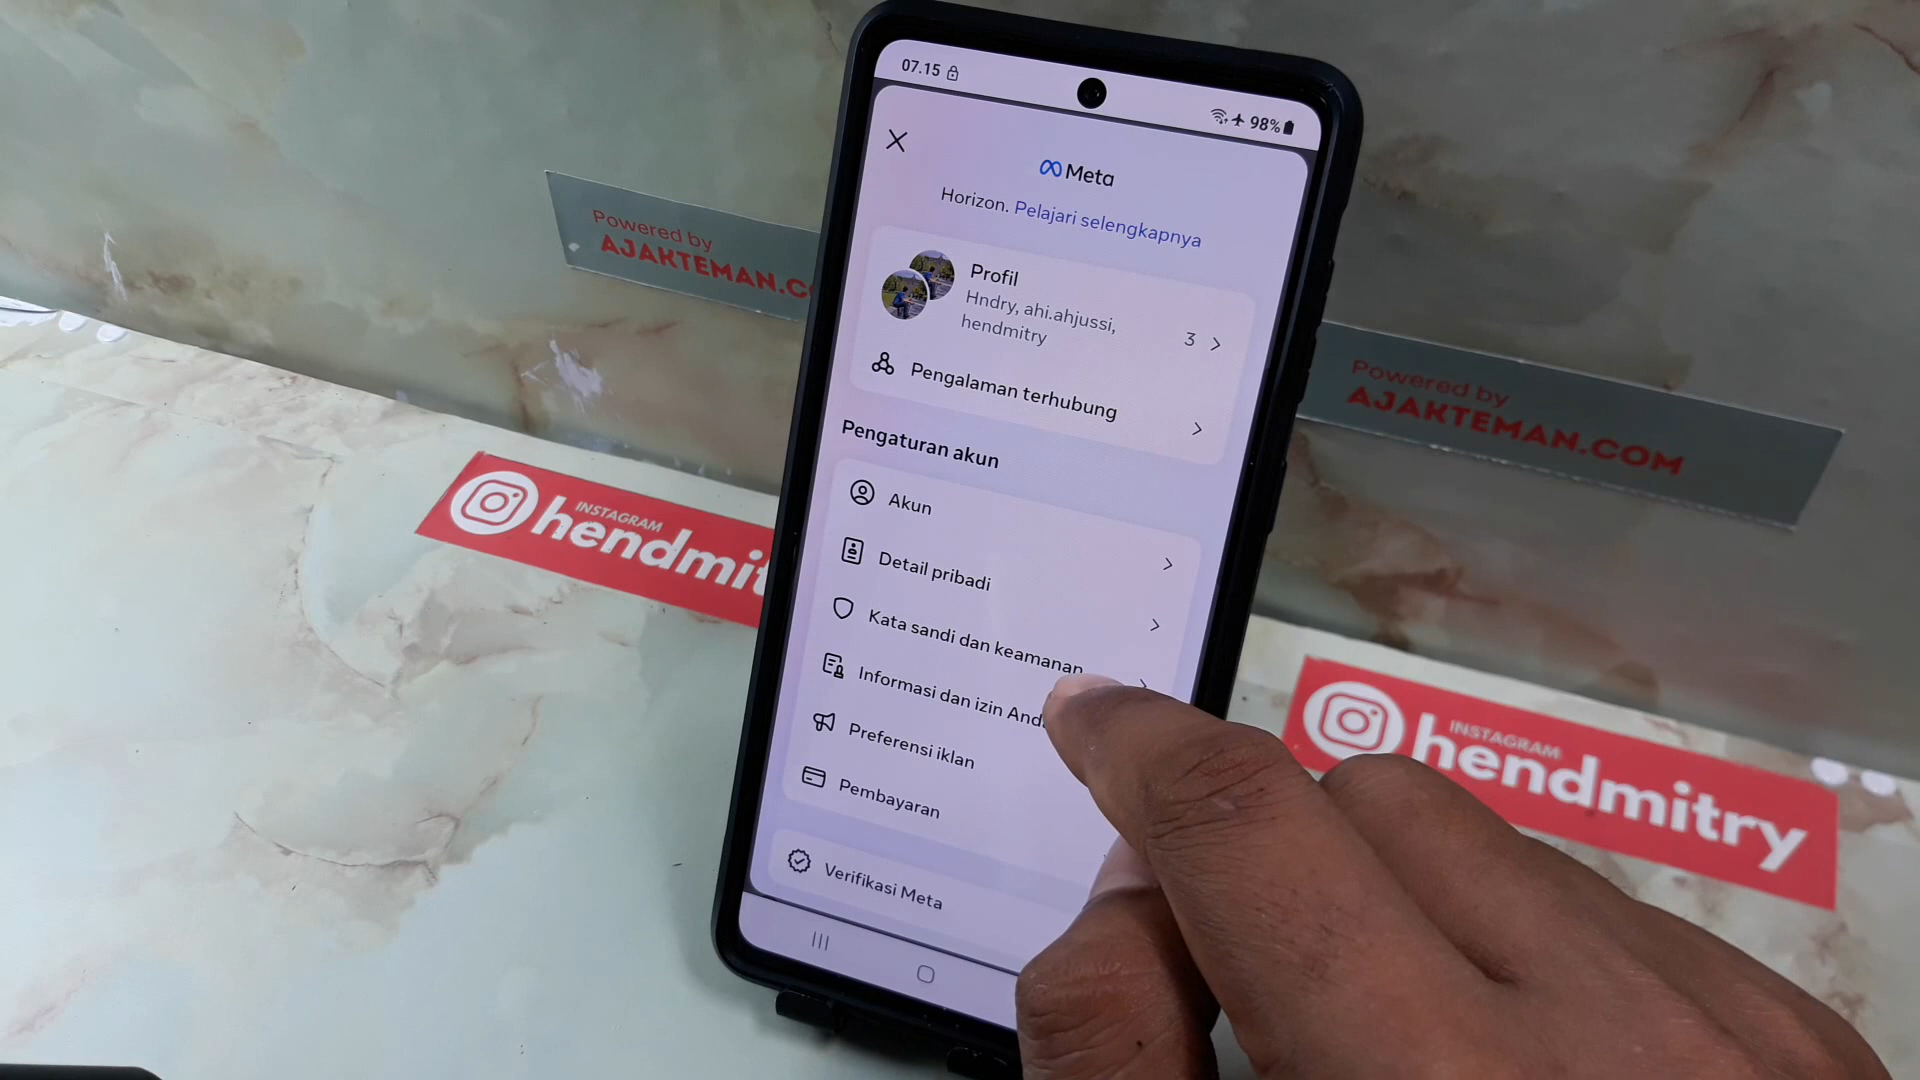 07.15
98%
Meta
Horizon. Pelajari selengkapnya
Profil
Hndry, ahi.ahjussi,
hendmitry
3
Pengalaman terhubung
Pengaturan akun
Akun
Detail pribadi
Kata sandi dan keamanan
Informasi dan izin And
Preferensi iklan
Pembayaran
Verifikasi Meta
Powered by
AJAKTEMAN.C
INSTAGRAM
hendmit
Powered by
AJAKTEMAN.COM
INSTAGRAM
hendmitry